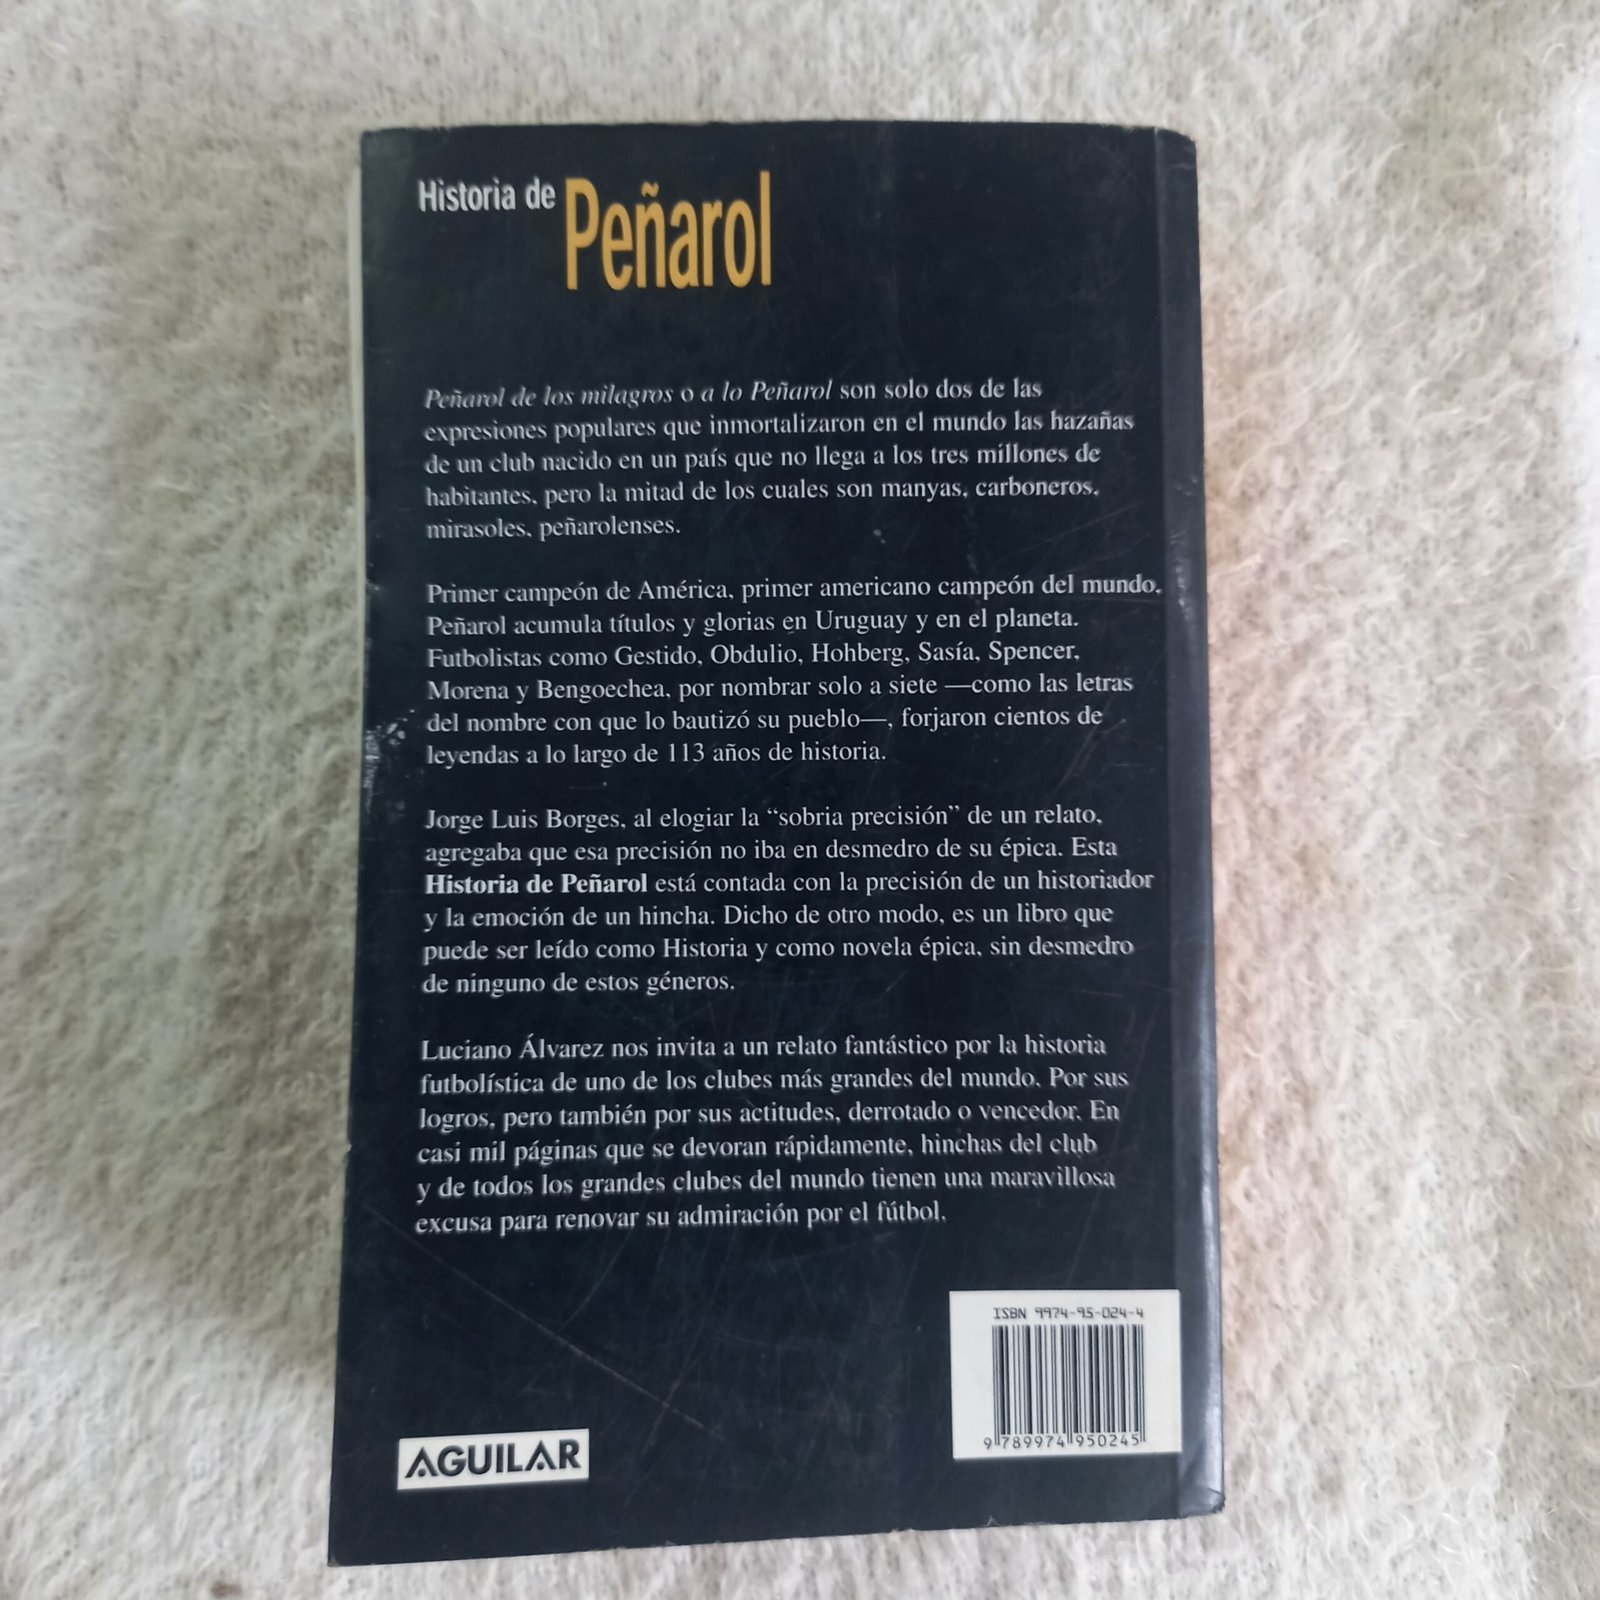 Historia de Peñarol
Peñarol de los milagros o a lo Peñarol son solo dos de las
expresiones populares que inmortalizaron en el mundo las hazañas
de un club nacido en un país que no llega a los tres millones de
habitantes, pero la mitad de los cuales son manyas, carboneros,
mirasoles, peñarolenses.
Primer campeón de América, primer americano campeón del mundo,
Peñarol acumula títulos y glorias en Uruguay y en el planeta.
Futbolistas como Gestido, Obdulio, Hohberg, Sasía, Spencer,
Morena y Bengoechea, por nombrar solo a siete —como las letras
del nombre con que lo bautizó su pueblo—, forjaron cientos de
leyendas a lo largo de 113 años de historia.
Jorge Luis Borges, al elogiar la “sobria precisión” de un relato,
agregaba que esa precisión no iba en desmedro de su épica. Esta
Historia de Peñarol está contada con la precisión de un historiador
y la emoción de un hincha. Dicho de otro modo, es un libro que
puede ser leído como Historia y como novela épica, sin desmedro
de ninguno de estos géneros.
Luciano Álvarez nos invita a un relato fantástico por la historia
futbolística de uno de los clubes más grandes del mundo. Por sus
logros, pero también por sus actitudes, derrotado o vencedor. En
casi mil páginas que se devoran rápidamente, hinchas del club
y de todos los grandes clubes del mundo tienen una maravillosa
excusa para renovar su admiración por el fútbol.
ISBN 9974-95-024-4
9 789974 950245
AGUILAR